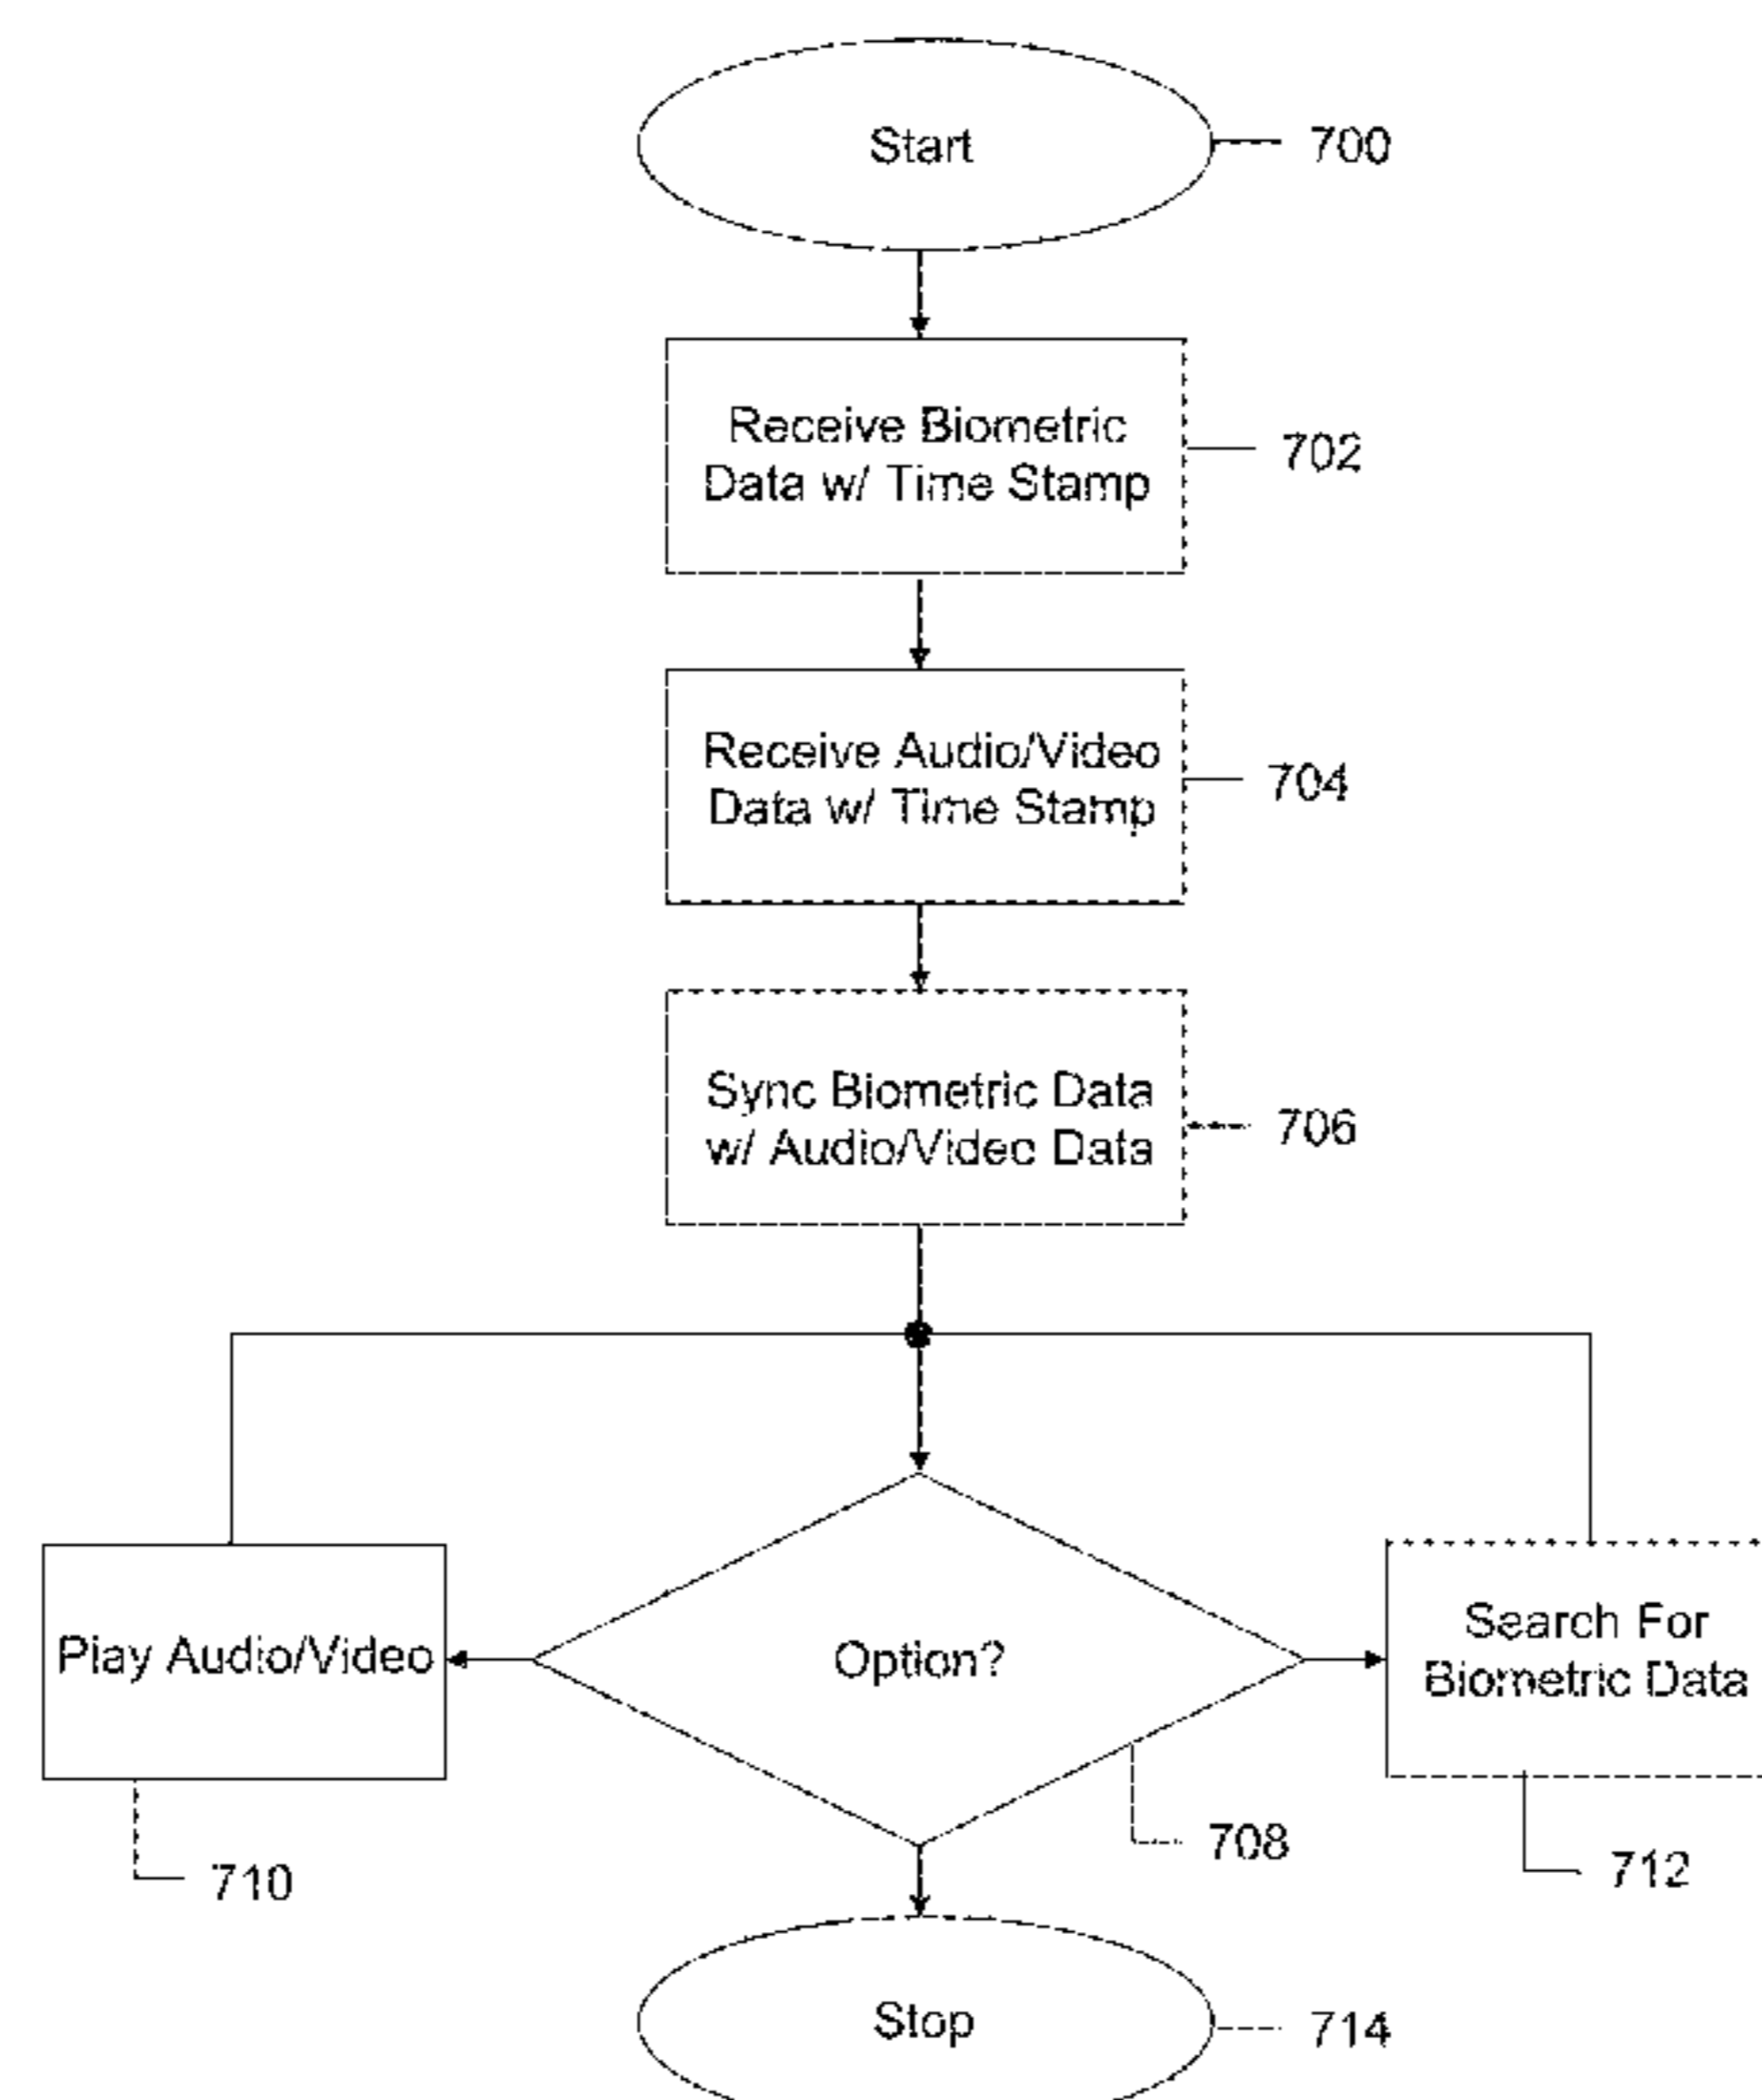 Start
700
Receive Biometric
Data w/ Time Stamp
702
Receive Audio/Video
Data w/ Time Stamp
704
Sync Biometric Data
w/ Audio/Video Data
706
Play Audio/Video
Option?
Search For
Biometric Data
708
710
712
Stop
714